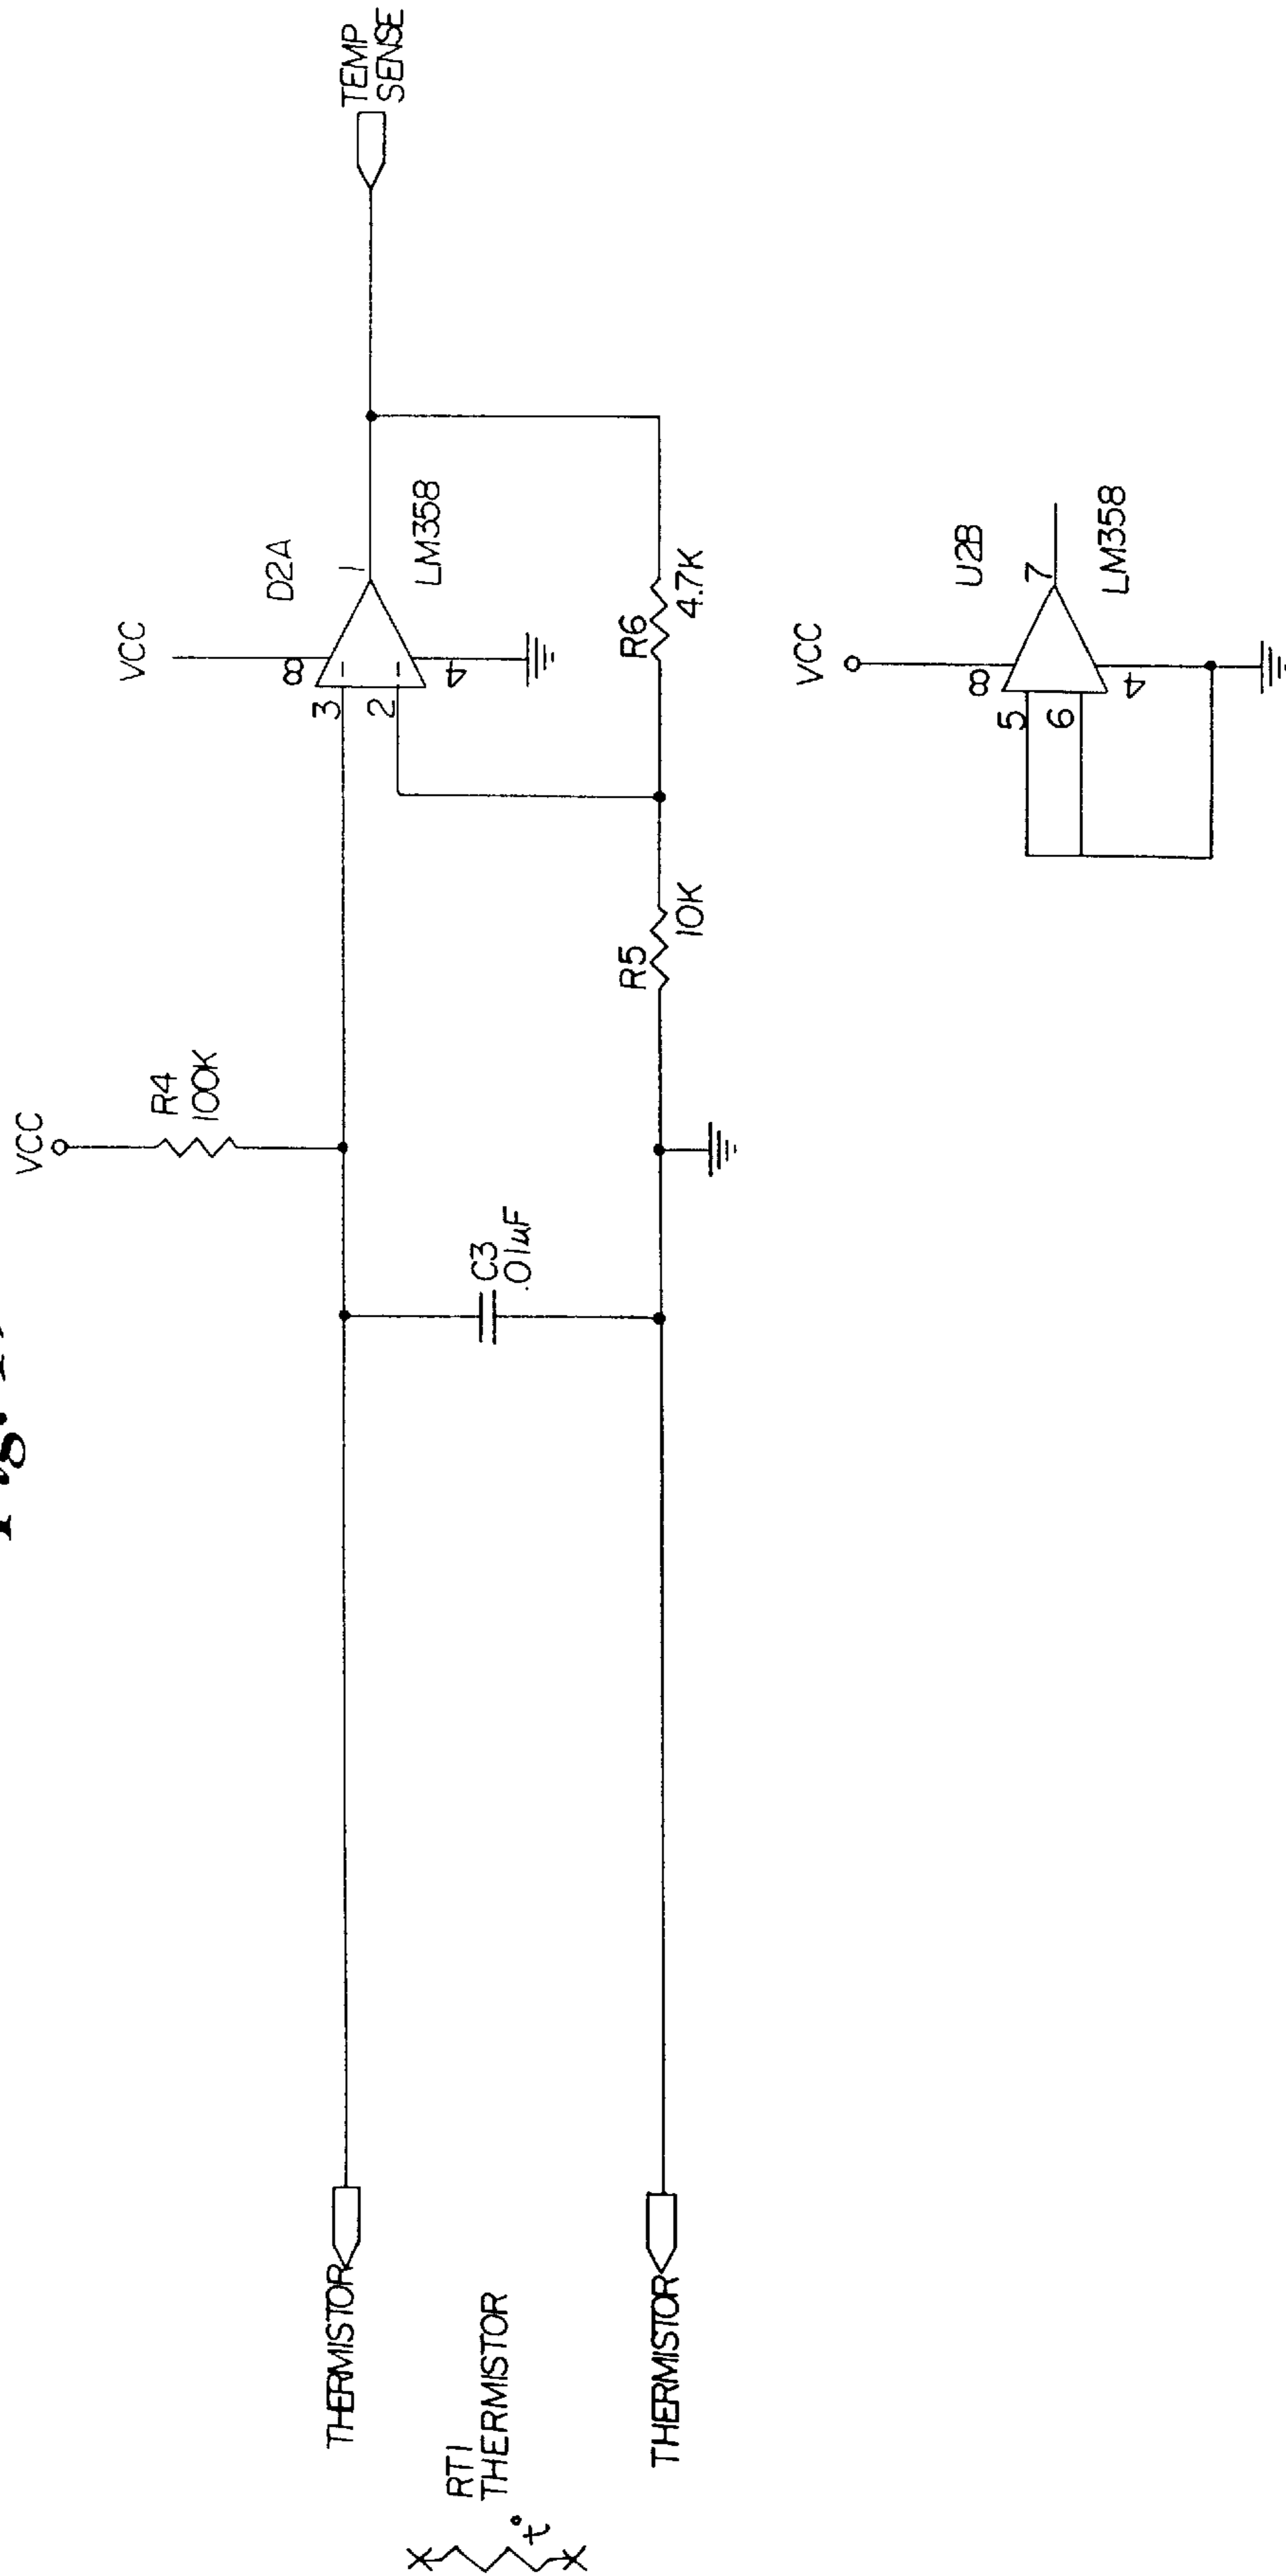 VCC
R4
100K
VCC
D2A
8
3
2
1
4
LM358
TEMP
SENSE
C3
.01uF
R5
10K
R6
4.7K
THERMISTOR
RT1
THERMISTOR
t°
THERMISTOR
VCC
U2B
8
5
6
7
4
LM358